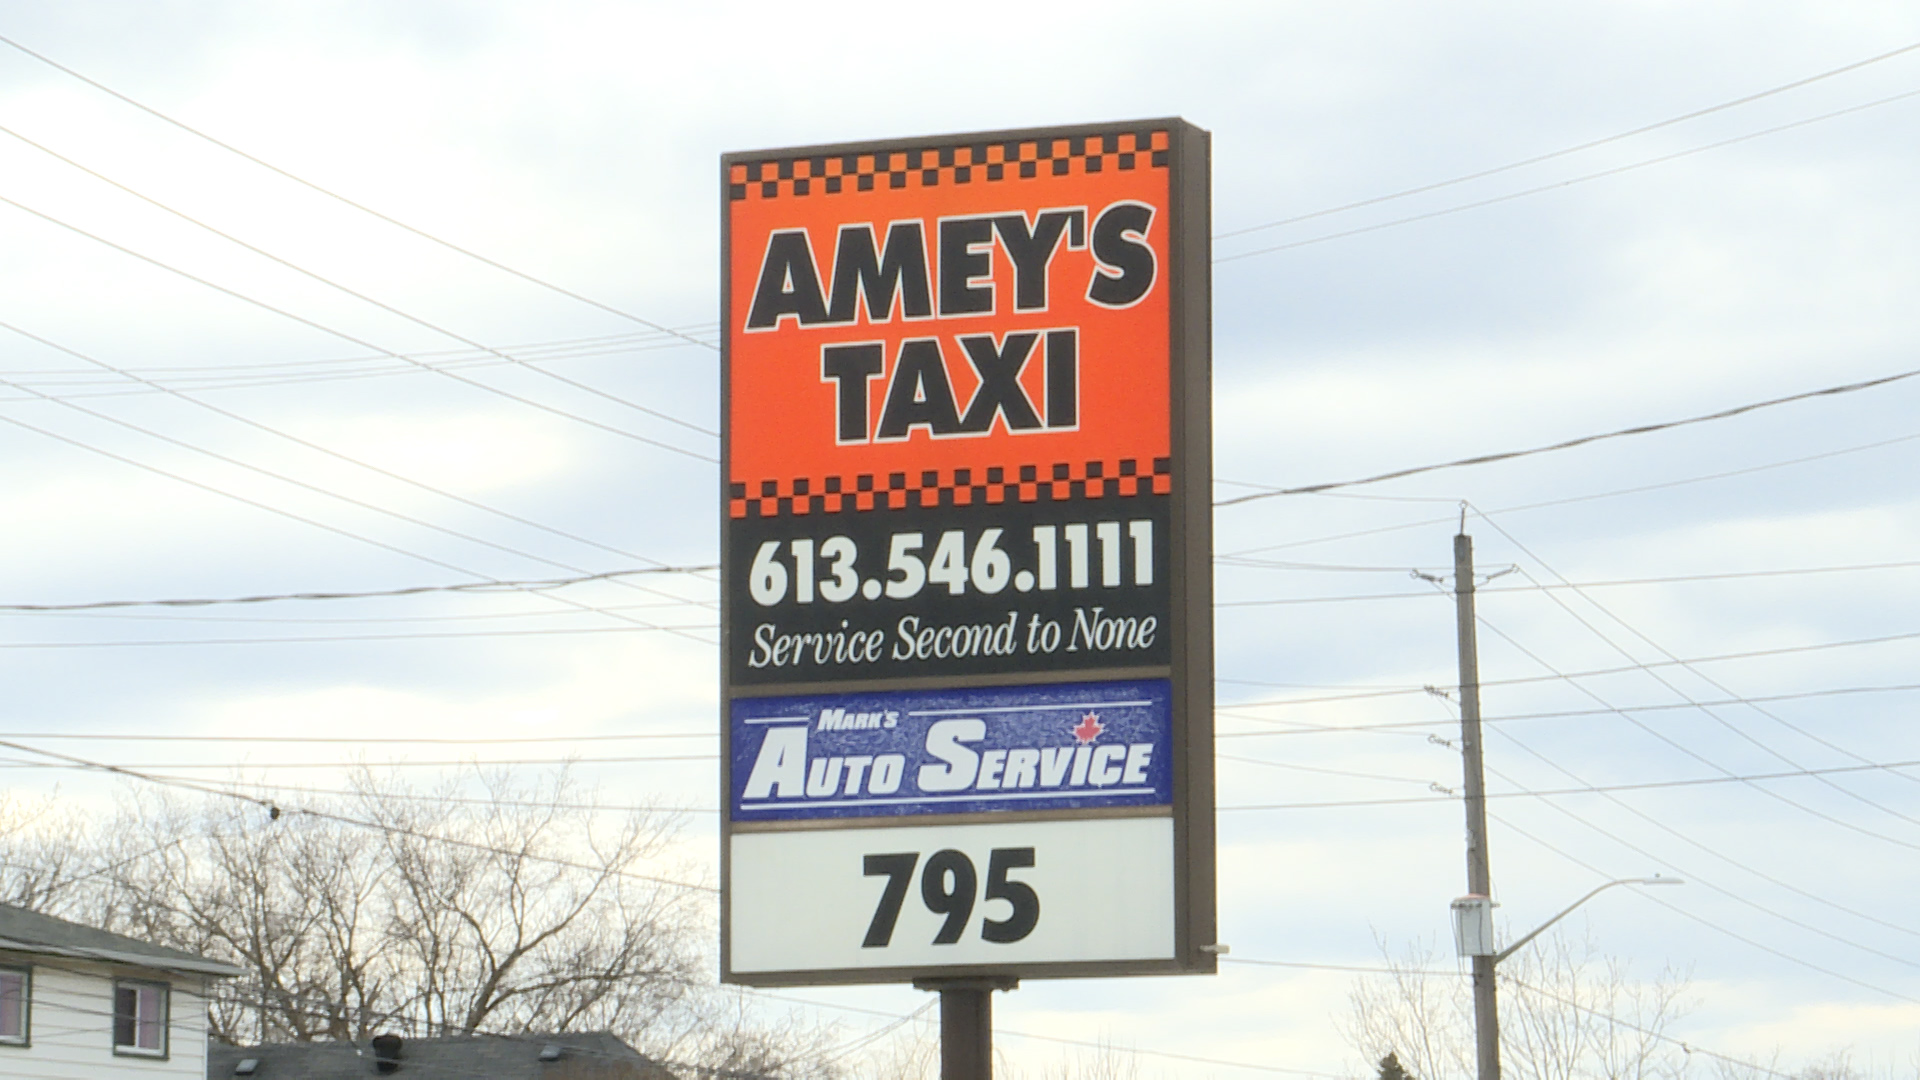 AMEY'S
TAXI
613.546.1111
Service Second to None
MARK'S
AUTO SERVICE
795